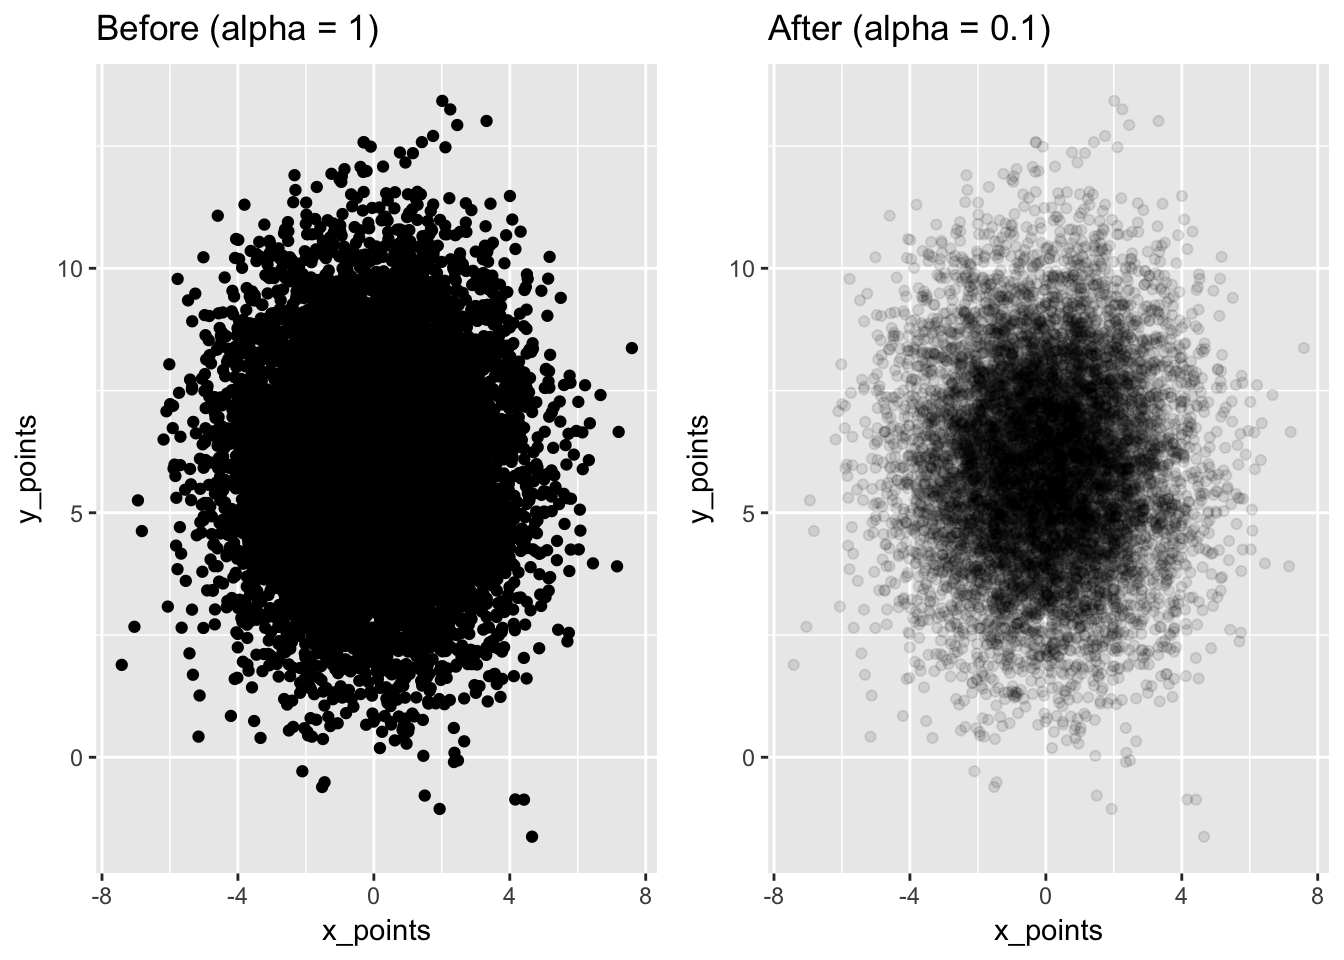 Before (alpha = 1)
y_points
10
5
0
-8
-4
0
4
8
x_points
After (alpha = 0.1)
y_points
10
5
0
-8
-4
0
4
8
x_points